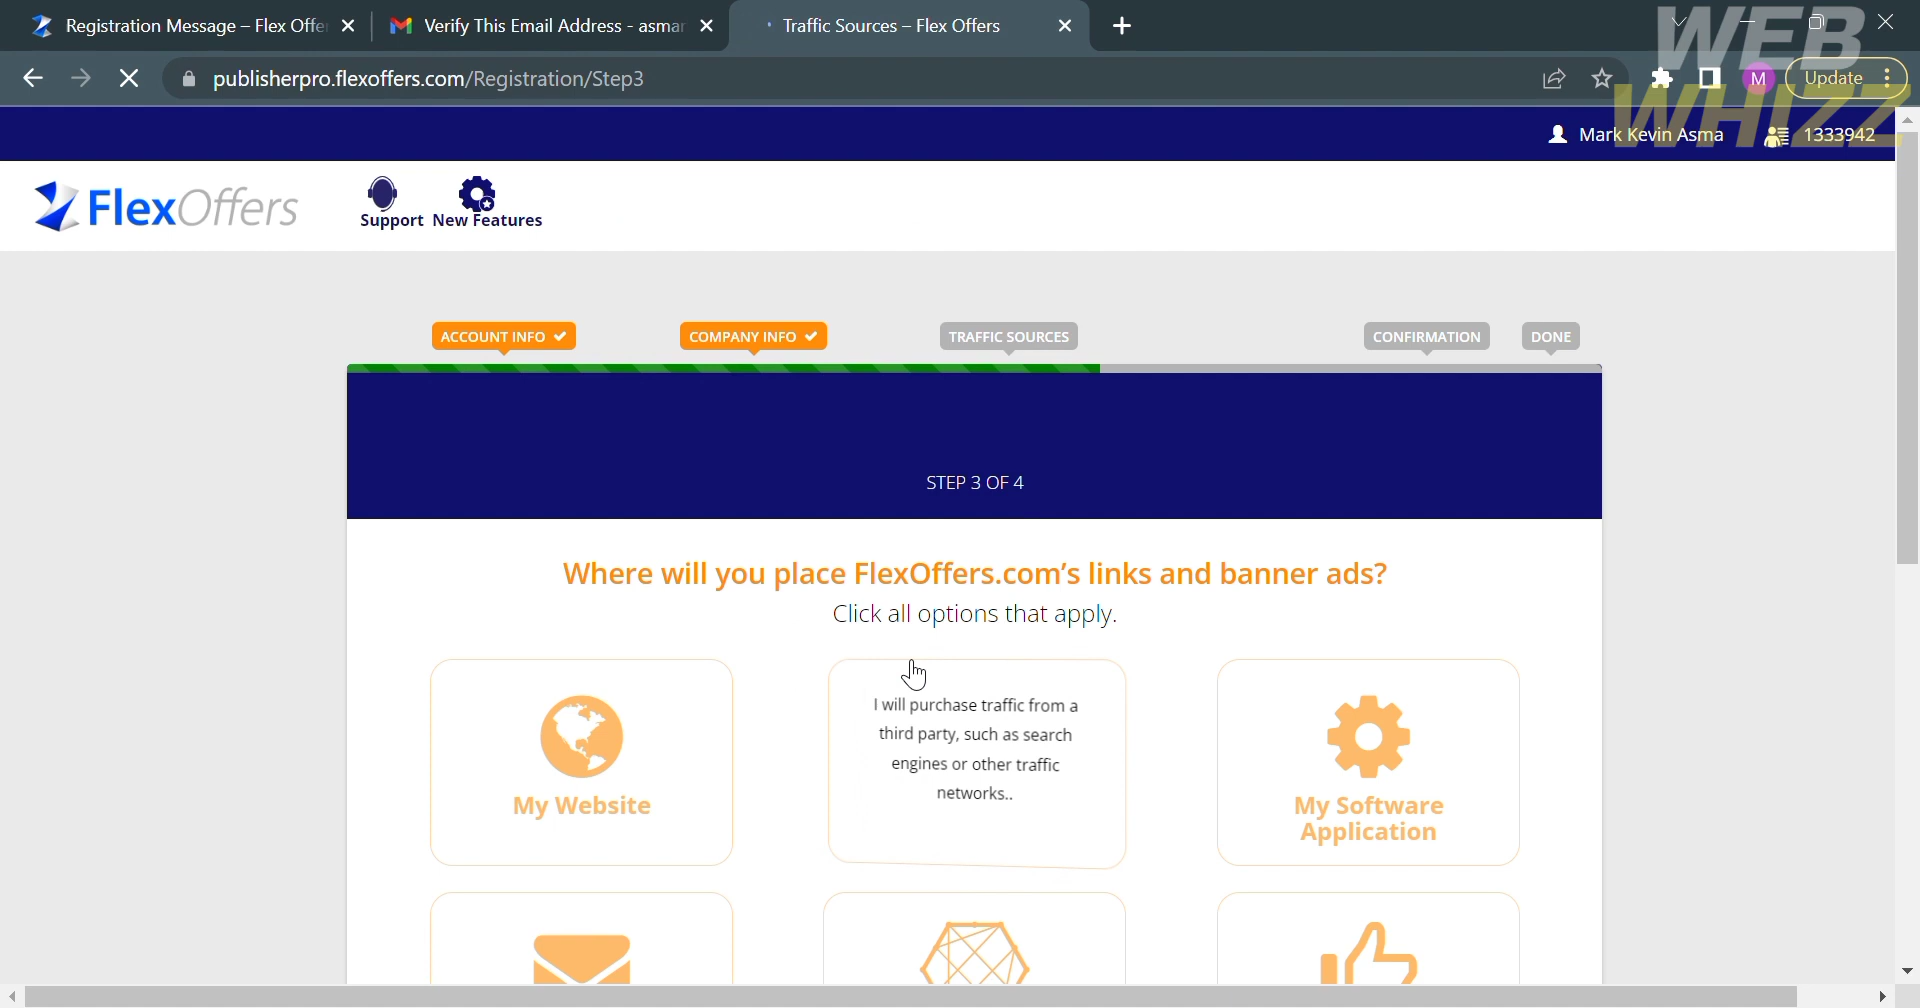 Registration Message – Flex Offe
Verify This Email Address - asmar
Traffic Sources – Flex Offers
publisherpro.flexoffers.com/Registration/Step3
M
Update
WEB
WHIZZ
Mark Kevin Asma
1333942
FlexOffers
Support
New Features
ACCOUNT INFO
COMPANY INFO
TRAFFIC SOURCES
CONFIRMATION
DONE
STEP 3 OF 4
Where will you place FlexOffers.com’s links and banner ads?
Click all options that apply.
My Website
I will purchase traffic from a
third party, such as search
engines or other traffic
networks..
My Software
Application